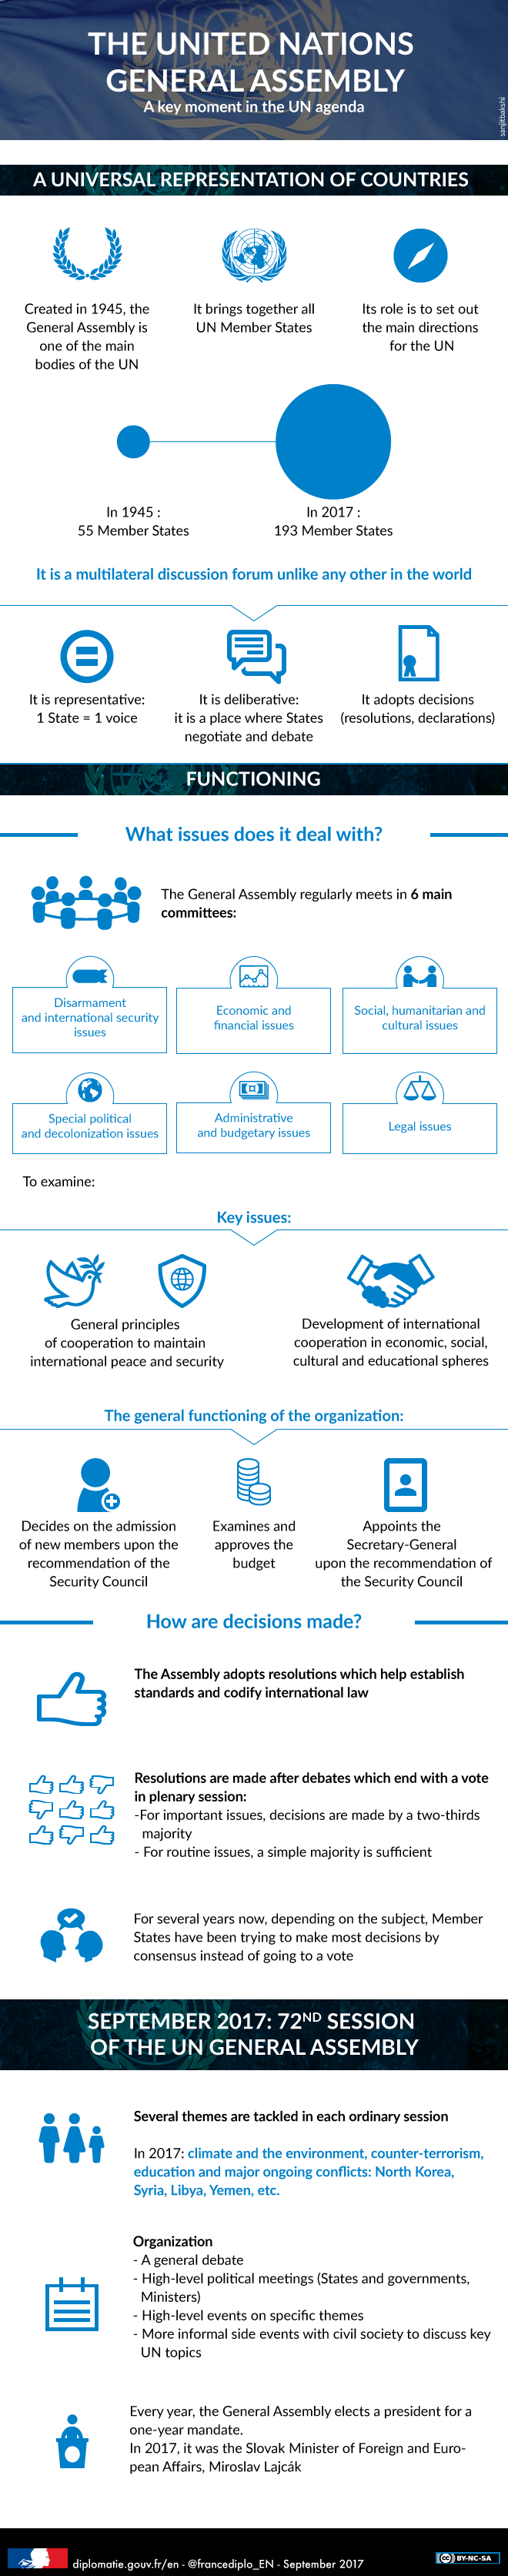 THE UNITED NATIONS
GENERAL ASSEMBLY
A key moment in the UN agenda
sanjitbakshi
A UNIVERSAL REPRESENTATION OF COUNTRIES
Created in 1945, the
General Assembly is
one of the main
bodies of the UN
It brings together all
UN Member States
Its role is to set out
the main directions
for the UN
In 1945 :
55 Member States
In 2017 :
193 Member States
It is a multilateral discussion forum unlike any other in the world
It is representative:
1 State = 1 voice
It is deliberative:
it is a place where States
negotiate and debate
It adopts decisions
(resolutions, declarations)
FUNCTIONING
What issues does it deal with?
The General Assembly regularly meets in 6 main
committees:
Disarmament
and international security
issues
Economic and
financial issues
Social, humanitarian and
cultural issues
Special political
and decolonization issues
Administrative
and budgetary issues
Legal issues
To examine:
Key issues:
General principles
of cooperation to maintain
international peace and security
Development of international
cooperation in economic, social,
cultural and educational spheres
The general functioning of the organization:
Decides on the admission
of new members upon the
recommendation of the
Security Council
Examines and
approves the
budget
Appoints the
Secretary-General
upon the recommendation of
the Security Council
How are decisions made?
The Assembly adopts resolutions which help establish
standards and codify international law
Resolutions are made after debates which end with a vote
in plenary session:
-For important issues, decisions are made by a two-thirds
majority
- For routine issues, a simple majority is sufficient
For several years now, depending on the subject, Member
States have been trying to make most decisions by
consensus instead of going to a vote
SEPTEMBER 2017: 72ND SESSION
OF THE UN GENERAL ASSEMBLY
Several themes are tackled in each ordinary session
In 2017: climate and the environment, counter-terrorism,
education and major ongoing conflicts: North Korea,
Syria, Libya, Yemen, etc.
Organization
- A general debate
- High-level political meetings (States and governments,
Ministers)
- High-level events on specific themes
- More informal side events with civil society to discuss key
UN topics
Every year, the General Assembly elects a president for a
one-year mandate.
In 2017, it was the Slovak Minister of Foreign and Euro-
pean Affairs, Miroslav Lajcák
diplomatie.gouv.fr/en - @francediplo_EN - September 2017
cc BY-NC-SA